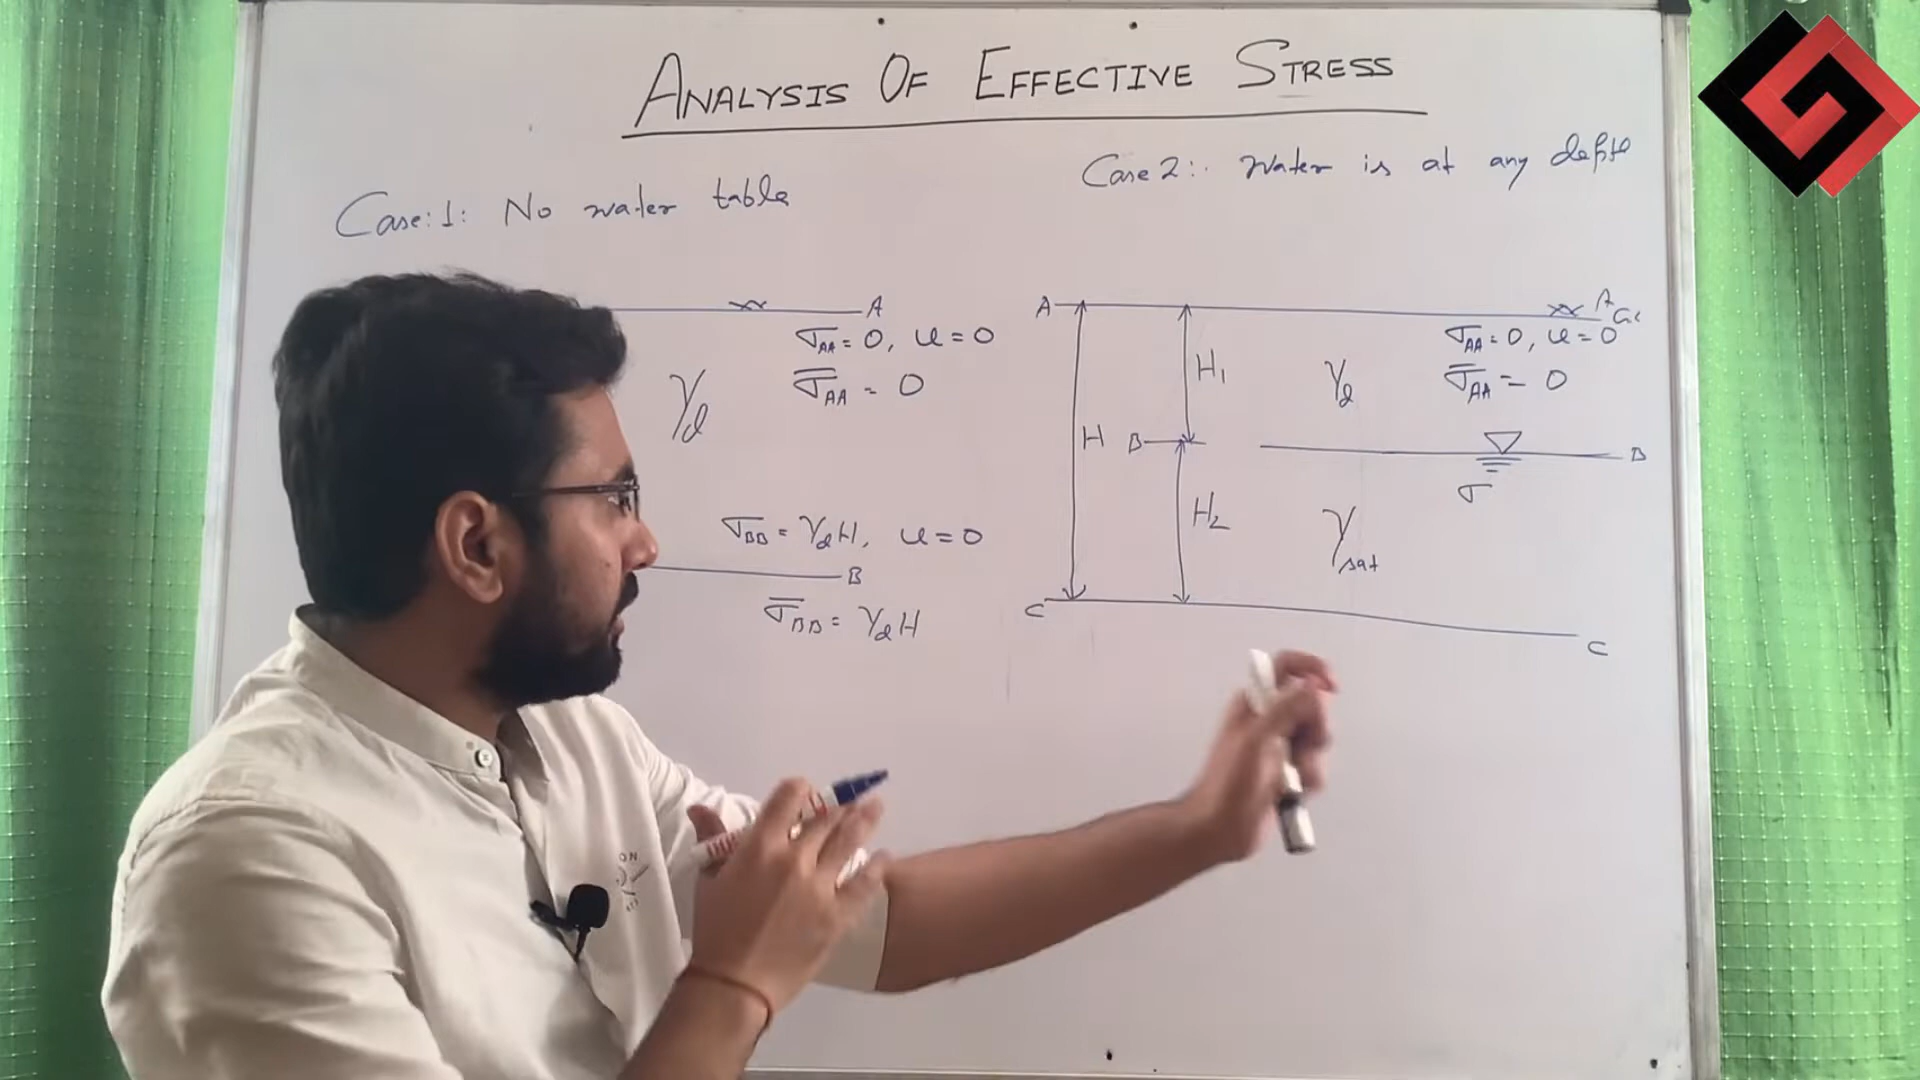 ANALYSIS OF EFFECTIVE STRESS
Case:1: No water table
A
σAA = 0, u = 0
σ̅AA = 0
γd
σBB = γdH, u = 0
B
σ̅BB = γdH
Case 2:. Water is at any depth
A
A
σAA = 0, u = 0
σ̅AA = 0
H1
γd
H
B
B
σ
H2
γsat
C
C
ON